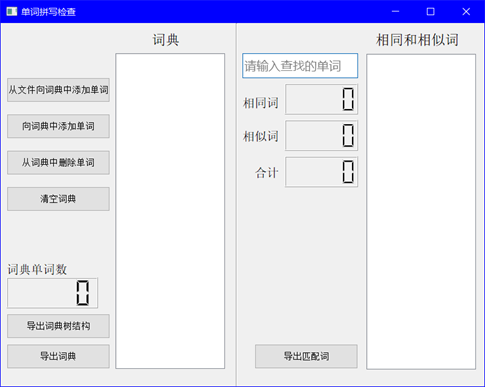 单词拼写检查
词典
从文件向词典中添加单词
向词典中添加单词
从词典中删除单词
清空词典
词典单词数
0
导出词典树结构
导出词典
相同和相似词
请输入查找的单词
相同词 0
相似词 0
合计 0
导出匹配词